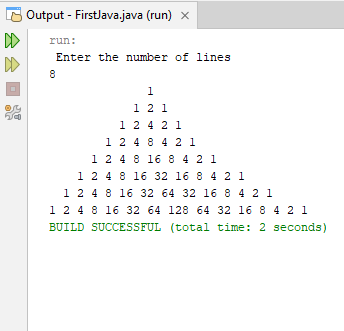 Output - FirstJava.java (run)
run:
Enter the number of lines
8
1
1 2 1
1 2 4 2 1
1 2 4 8 4 2 1
1 2 4 8 16 8 4 2 1
1 2 4 8 16 32 16 8 4 2 1
1 2 4 8 16 32 64 32 16 8 4 2 1
1 2 4 8 16 32 64 128 64 32 16 8 4 2 1
BUILD SUCCESSFUL (total time: 2 seconds)